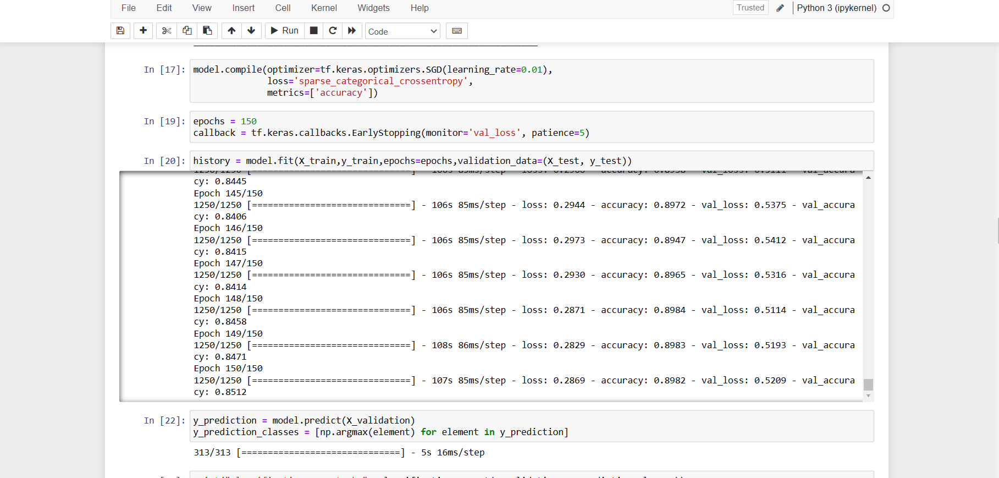 File Edit View Insert Cell Kernel Widgets Help Trusted Python 3 (ipykernel)
Run Code
In [17]: model.compile(optimizer=tf.keras.optimizers.SGD(learning_rate=0.01),
loss='sparse_categorical_crossentropy',
metrics=['accuracy'])
In [19]: epochs = 150
callback = tf.keras.callbacks.EarlyStopping(monitor='val_loss', patience=5)
In [20]: history = model.fit(X_train,y_train,epochs=epochs,validation_data=(X_test, y_test))
cy: 0.8445
Epoch 145/150
1250/1250 [==============================] - 106s 85ms/step - loss: 0.2944 - accuracy: 0.8972 - val_loss: 0.5375 - val_accura
cy: 0.8406
Epoch 146/150
1250/1250 [==============================] - 106s 85ms/step - loss: 0.2973 - accuracy: 0.8947 - val_loss: 0.5412 - val_accura
cy: 0.8415
Epoch 147/150
1250/1250 [==============================] - 106s 85ms/step - loss: 0.2930 - accuracy: 0.8965 - val_loss: 0.5316 - val_accura
cy: 0.8414
Epoch 148/150
1250/1250 [==============================] - 106s 85ms/step - loss: 0.2871 - accuracy: 0.8984 - val_loss: 0.5114 - val_accura
cy: 0.8458
Epoch 149/150
1250/1250 [==============================] - 108s 86ms/step - loss: 0.2829 - accuracy: 0.8983 - val_loss: 0.5193 - val_accura
cy: 0.8471
Epoch 150/150
1250/1250 [==============================] - 107s 85ms/step - loss: 0.2869 - accuracy: 0.8982 - val_loss: 0.5209 - val_accura
cy: 0.8512
In [22]: y_prediction = model.predict(X_validation)
y_prediction_classes = [np.argmax(element) for element in y_prediction]
313/313 [==============================] - 5s 16ms/step